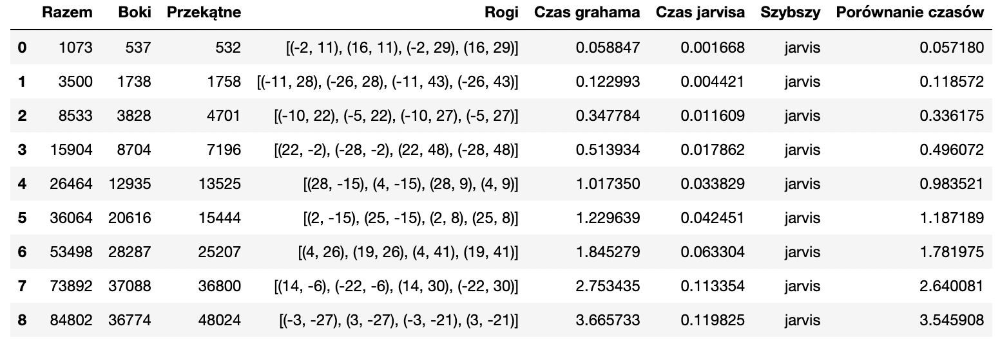 Razem Boki Przekątne Rogi Czas grahama Czas jarvisa Szybszy Porównanie czasów
0 1073 537 532 [(-2, 11), (16, 11), (-2, 29), (16, 29)] 0.058847 0.001668 jarvis 0.057180
1 3500 1738 1758 [(-11, 28), (-26, 28), (-11, 43), (-26, 43)] 0.122993 0.004421 jarvis 0.118572
2 8533 3828 4701 [(-10, 22), (-5, 22), (-10, 27), (-5, 27)] 0.347784 0.011609 jarvis 0.336175
3 15904 8704 7196 [(22, -2), (-28, -2), (22, 48), (-28, 48)] 0.513934 0.017862 jarvis 0.496072
4 26464 12935 13525 [(28, -15), (4, -15), (28, 9), (4, 9)] 1.017350 0.033829 jarvis 0.983521
5 36064 20616 15444 [(2, -15), (25, -15), (2, 8), (25, 8)] 1.229639 0.042451 jarvis 1.187189
6 53498 28287 25207 [(4, 26), (19, 26), (4, 41), (19, 41)] 1.845279 0.063304 jarvis 1.781975
7 73892 37088 36800 [(14, -6), (-22, -6), (14, 30), (-22, 30)] 2.753435 0.113354 jarvis 2.640081
8 84802 36774 48024 [(-3, -27), (3, -27), (-3, -21), (3, -21)] 3.665733 0.119825 jarvis 3.545908